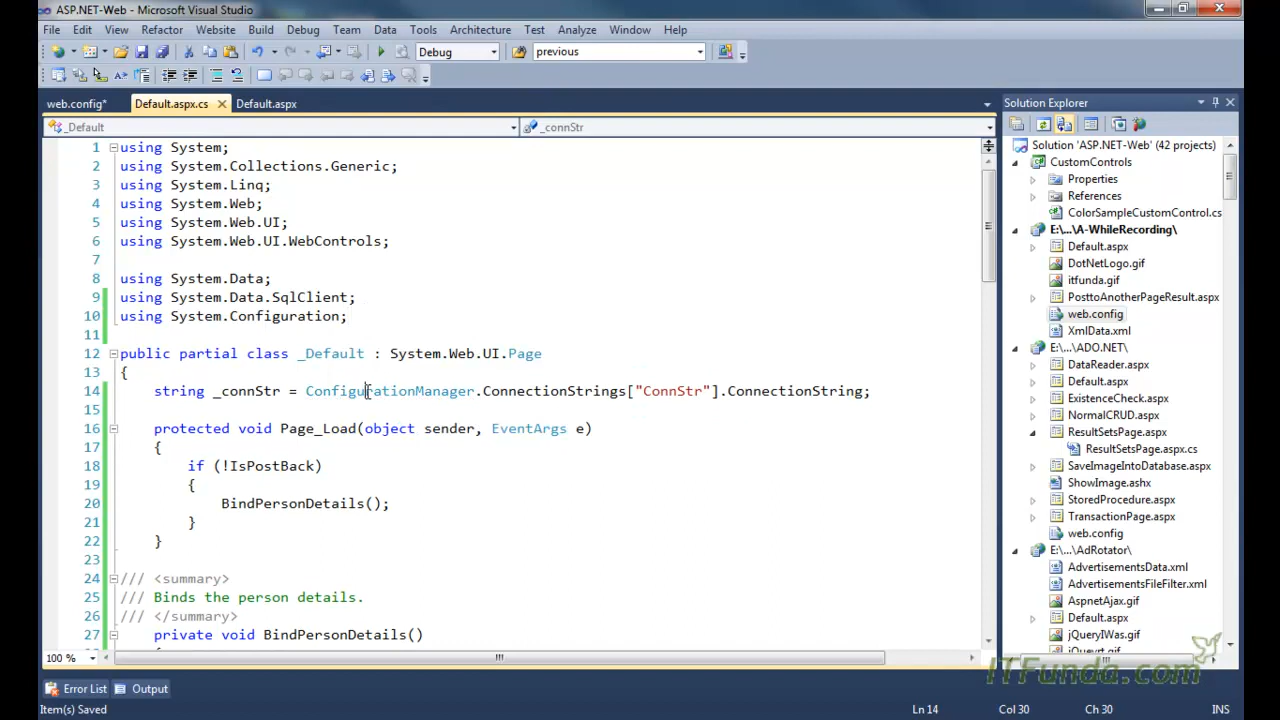 ASP.NET-Web - Microsoft Visual Studio
File Edit View Refactor Website Build Debug Team Data Tools Architecture Test Analyze Window Help
Debug previous
web.config* Default.aspx.cs Default.aspx
_Default _connStr
1 using System;
2 using System.Collections.Generic;
3 using System.Linq;
4 using System.Web;
5 using System.Web.UI;
6 using System.Web.UI.WebControls;
7
8 using System.Data;
9 using System.Data.SqlClient;
10 using System.Configuration;
11
12 public partial class _Default : System.Web.UI.Page
13 {
14 string _connStr = ConfigurationManager.ConnectionStrings["ConnStr"].ConnectionString;
15
16 protected void Page_Load(object sender, EventArgs e)
17 {
18 if (!IsPostBack)
19 {
20 BindPersonDetails();
21 }
22 }
23
24 /// <summary>
25 /// Binds the person details.
26 /// </summary>
27 private void BindPersonDetails()
100 %
Solution Explorer
Solution 'ASP.NET-Web' (42 projects)
CustomControls
Properties
References
ColorSampleCustomControl.cs
E:\...\A-WhileRecording\
Default.aspx
DotNetLogo.gif
itfunda.gif
PosttoAnotherPageResult.aspx
web.config
XmlData.xml
E:\...\ADO.NET\
DataReader.aspx
Default.aspx
ExistenceCheck.aspx
NormalCRUD.aspx
ResultSetsPage.aspx
ResultSetsPage.aspx.cs
SaveImageIntoDatabase.aspx
ShowImage.ashx
StoredProcedure.aspx
TransactionPage.aspx
web.config
E:\...\AdRotator\
AdvertisementsData.xml
AdvertisementsFileFilter.xml
AspnetAjax.gif
Default.aspx
jQueryIWas.gif
jQueryrt.gif
ITFunda.com
Error List Output
Item(s) Saved Ln 14 Col 30 Ch 30 INS